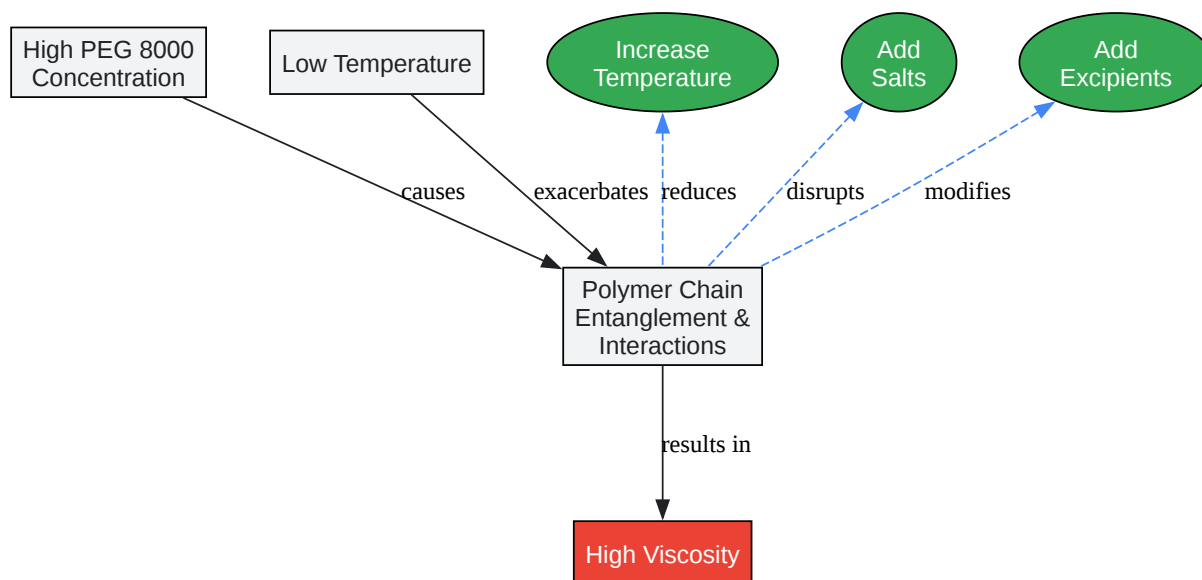 High PEG 8000
Concentration
Low Temperature
Increase
Temperature
Add
Salts
Add
Excipients
causes
exacerbates
reduces
disrupts
modifies
Polymer Chain
Entanglement &
Interactions
results in
High Viscosity